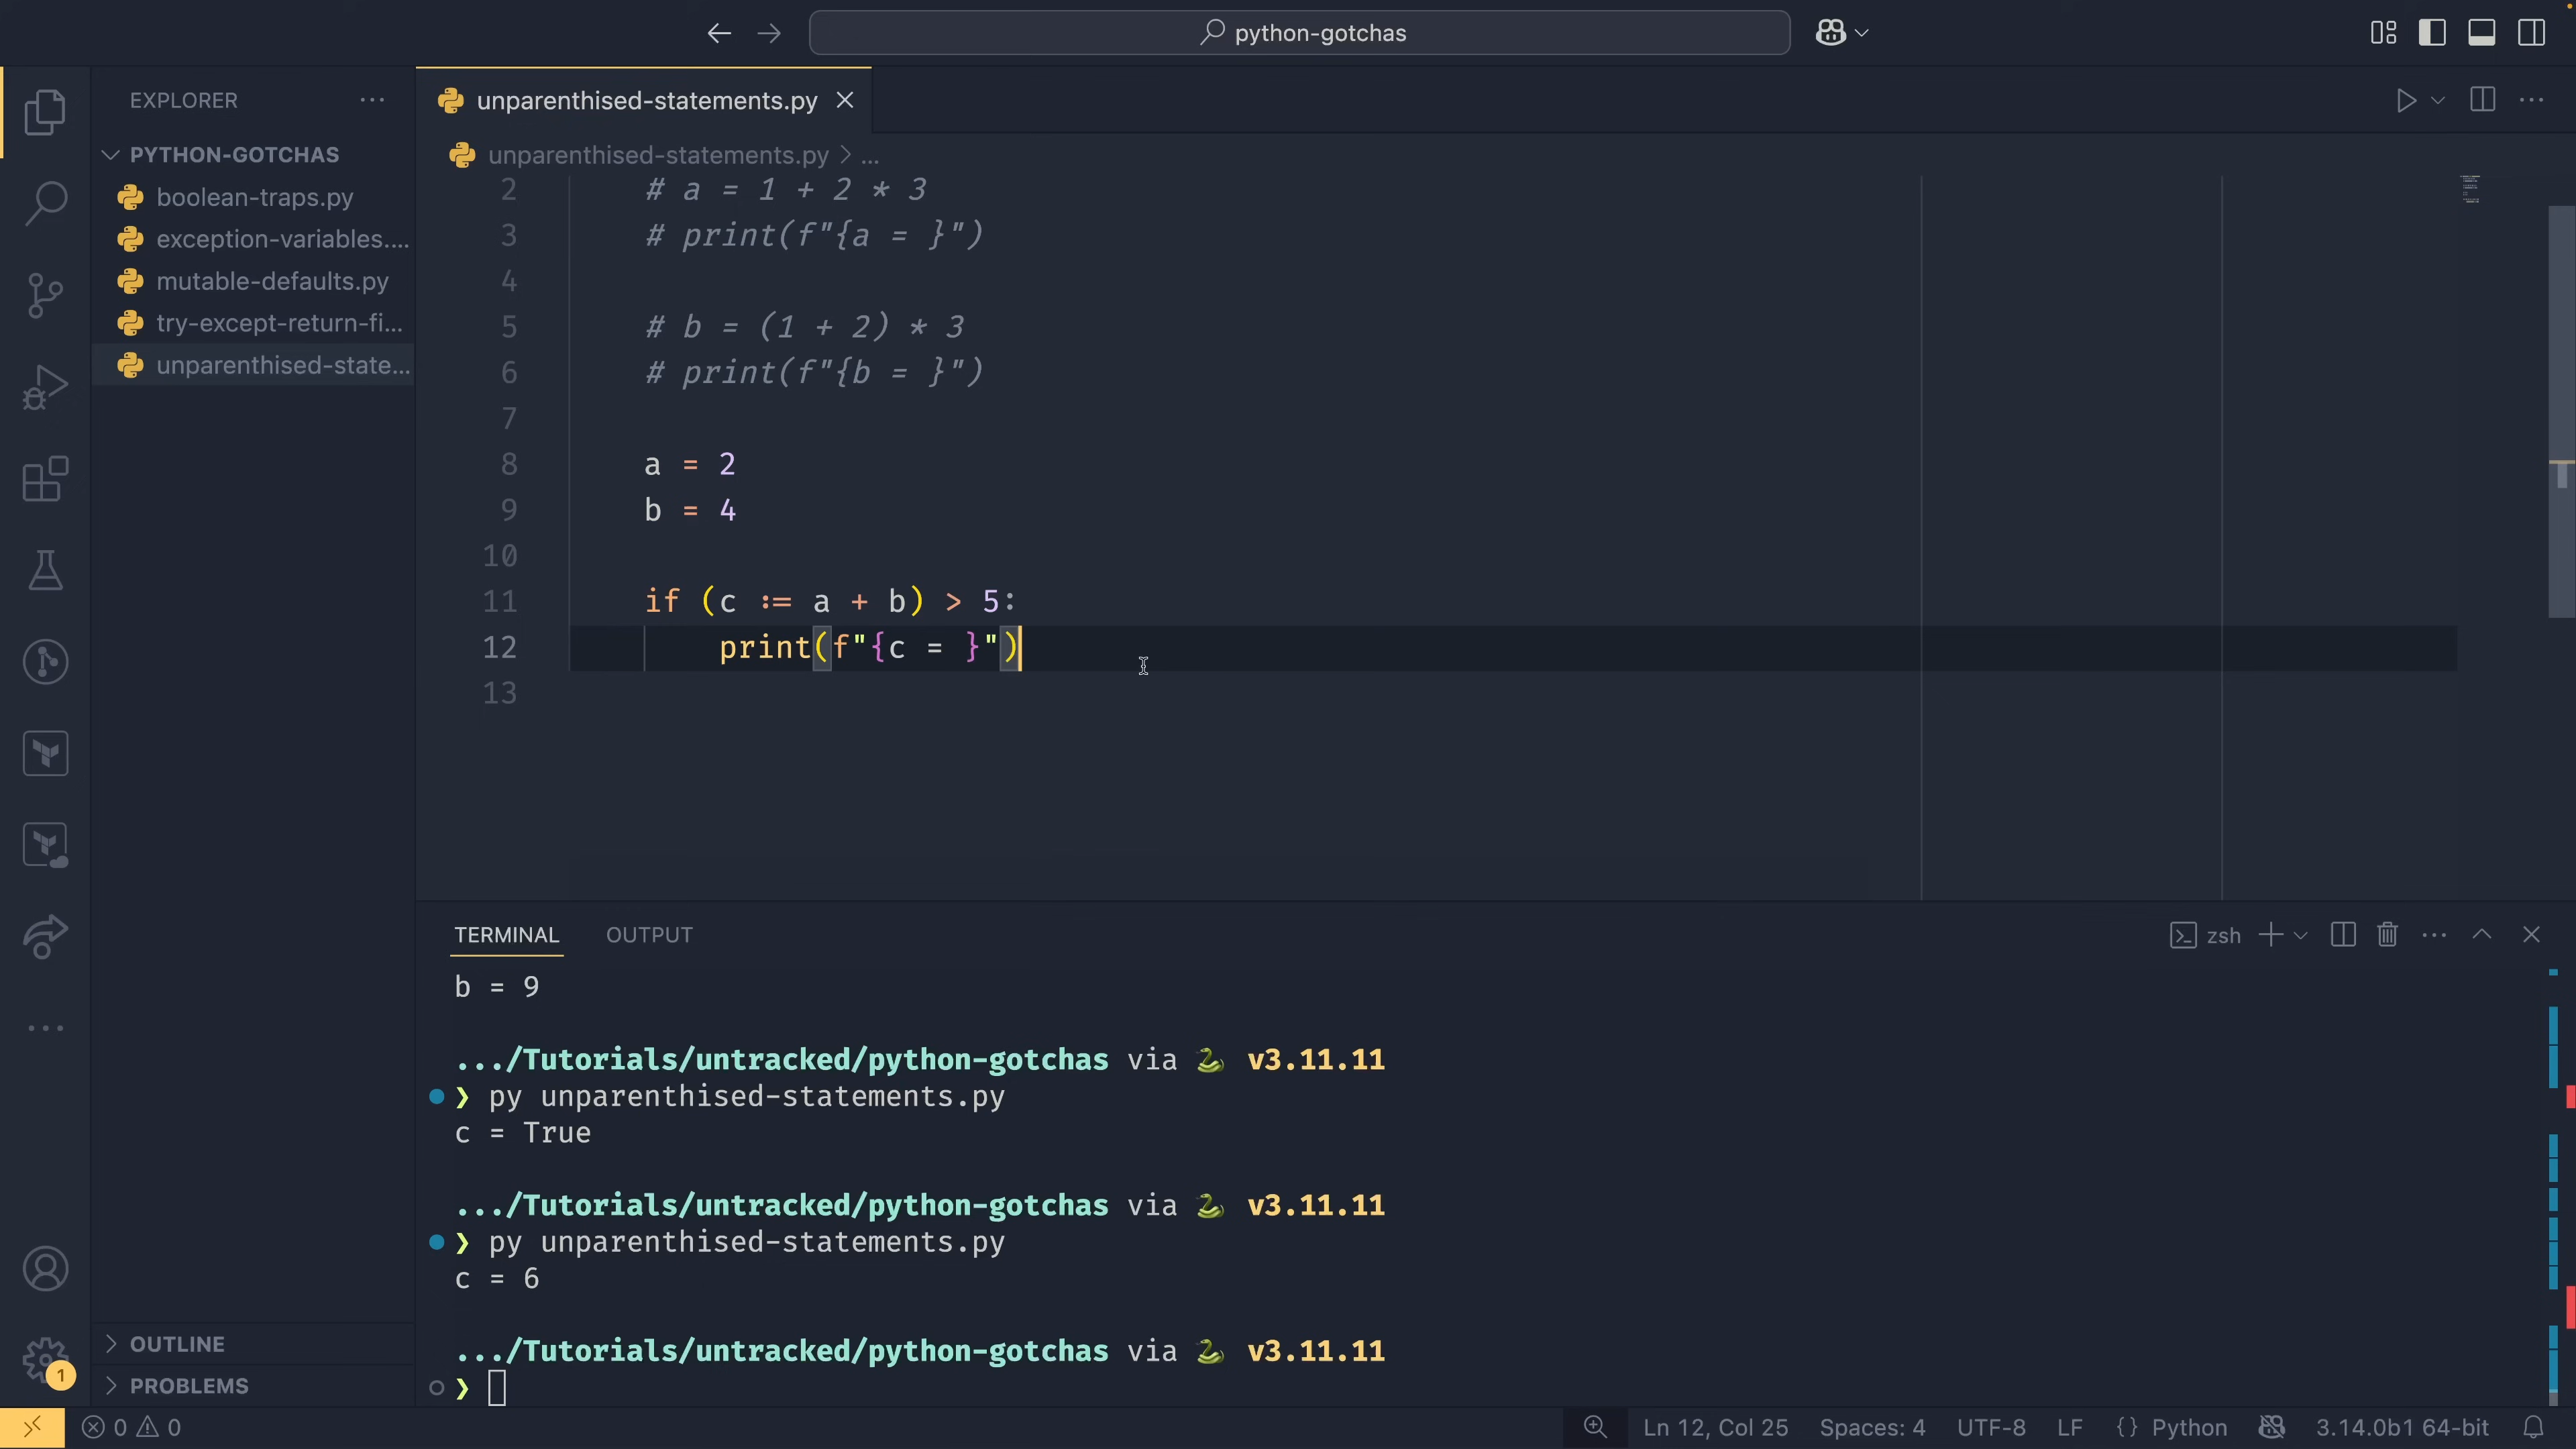 python-gotchas
EXPLORER
PYTHON-GOTCHAS
boolean-traps.py
exception-variables....
mutable-defaults.py
try-except-return-fi...
unparenthised-state...
OUTLINE
PROBLEMS
1
unparenthised-statements.py
unparenthised-statements.py > ...
2 # a = 1 + 2 * 3
3 # print(f"{a = }")
4
5 # b = (1 + 2) * 3
6 # print(f"{b = }")
7
8 a = 2
9 b = 4
10
11 if (c := a + b) > 5:
12 print(f"{c = }")
13
TERMINAL OUTPUT
zsh
b = 9
.../Tutorials/untracked/python-gotchas via 🐍 v3.11.11
❯ py unparenthised-statements.py
c = True
.../Tutorials/untracked/python-gotchas via 🐍 v3.11.11
❯ py unparenthised-statements.py
c = 6
.../Tutorials/untracked/python-gotchas via 🐍 v3.11.11
❯
0 0 Ln 12, Col 25 Spaces: 4 UTF-8 LF {} Python 3.14.0b1 64-bit